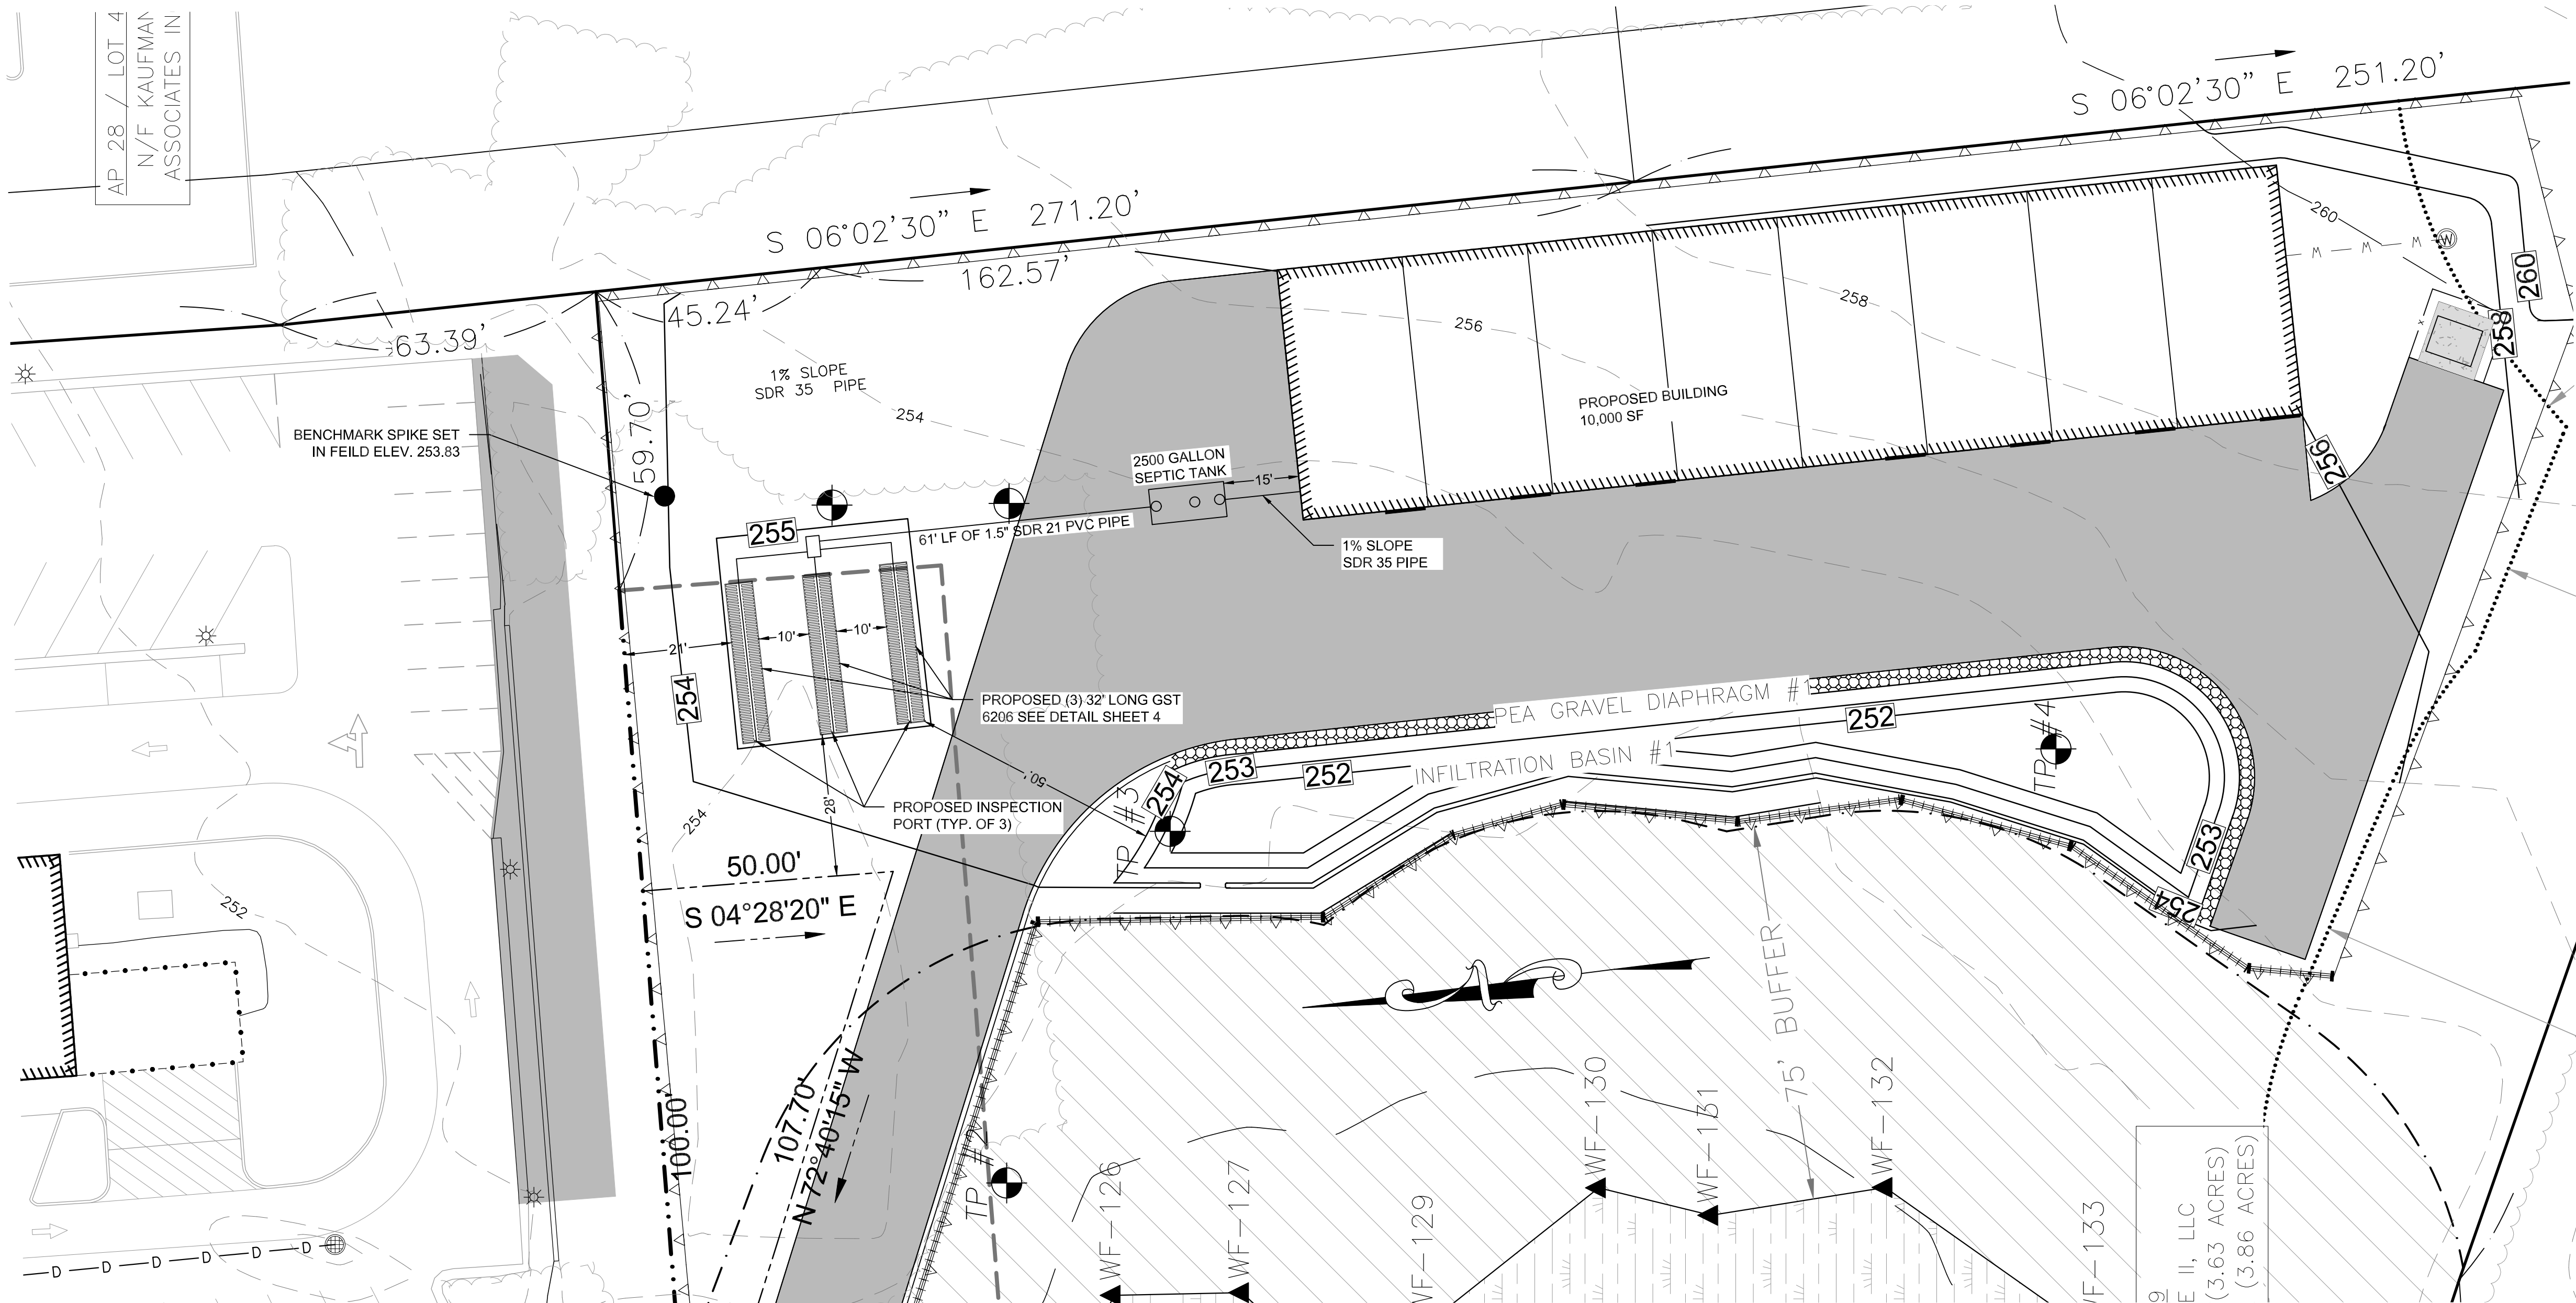 AP 28 / LOT 4
N/F KAUFMAN
ASSOCIATES IN
S 06°02'30" E 251.20'
S 06°02'30" E 271.20'
162.57'
45.24'
63.39'
59.70'
1% SLOPE
SDR 35 PIPE
BENCHMARK SPIKE SET
IN FEILD ELEV. 253.83
254
256
258
260
W
M
M
M
260
258
256
PROPOSED BUILDING
10,000 SF
2500 GALLON
SEPTIC TANK
15'
61' LF OF 1.5" SDR 21 PVC PIPE
1% SLOPE
SDR 35 PIPE
255
21'
10'
10'
254
PROPOSED (3) 32' LONG GST
6206 SEE DETAIL SHEET 4
PROPOSED INSPECTION
PORT (TYP. OF 3)
28'
50'
254
252
PEA GRAVEL DIAPHRAGM #1
INFILTRATION BASIN #1
252
253
252
254
TP #3
TP #4
253
254
50.00'
S 04°28'20" E
100.00'
107.70'
N 72°40'15" W
TP #2
N
75' BUFFER
WF-126
WF-127
WF-129
WF-130
WF-131
WF-132
WF-133
D D D D D D
9
E II, LLC
(3.63 ACRES)
(3.86 ACRES)